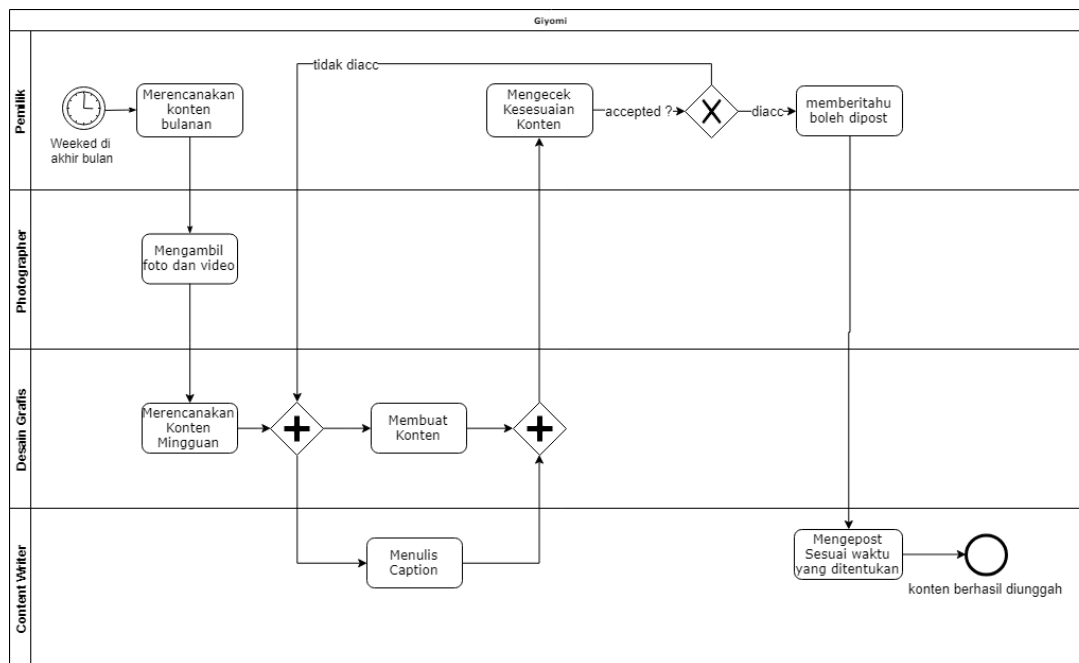 Giyomi
Pemilik
Weeked di
akhir bulan
Merencanakan
konten
bulanan
tidak diacc
Mengecek
Kesesuaian
Konten
accepted ?
diacc
memberitahu
boleh dipost
Photographer
Mengambil
foto dan video
Desain Grafis
Merencanakan
Konten
Mingguan
Membuat
Konten
Content Writer
Menulis
Caption
Mengepost
Sesuai waktu
yang ditentukan
konten berhasil diunggah